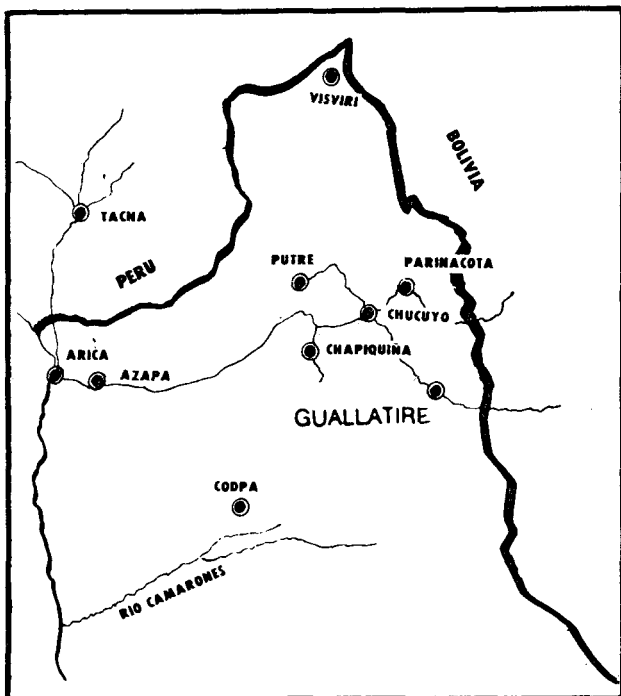 VISVIRI
BOLIVIA
TACNA
PERU
PUTRE
PARINACOTA
CHUCUYO
ARICA
AZAPA
CHAPIQUIÑA
GUALLATIRE
CODPA
RIO CAMARONES